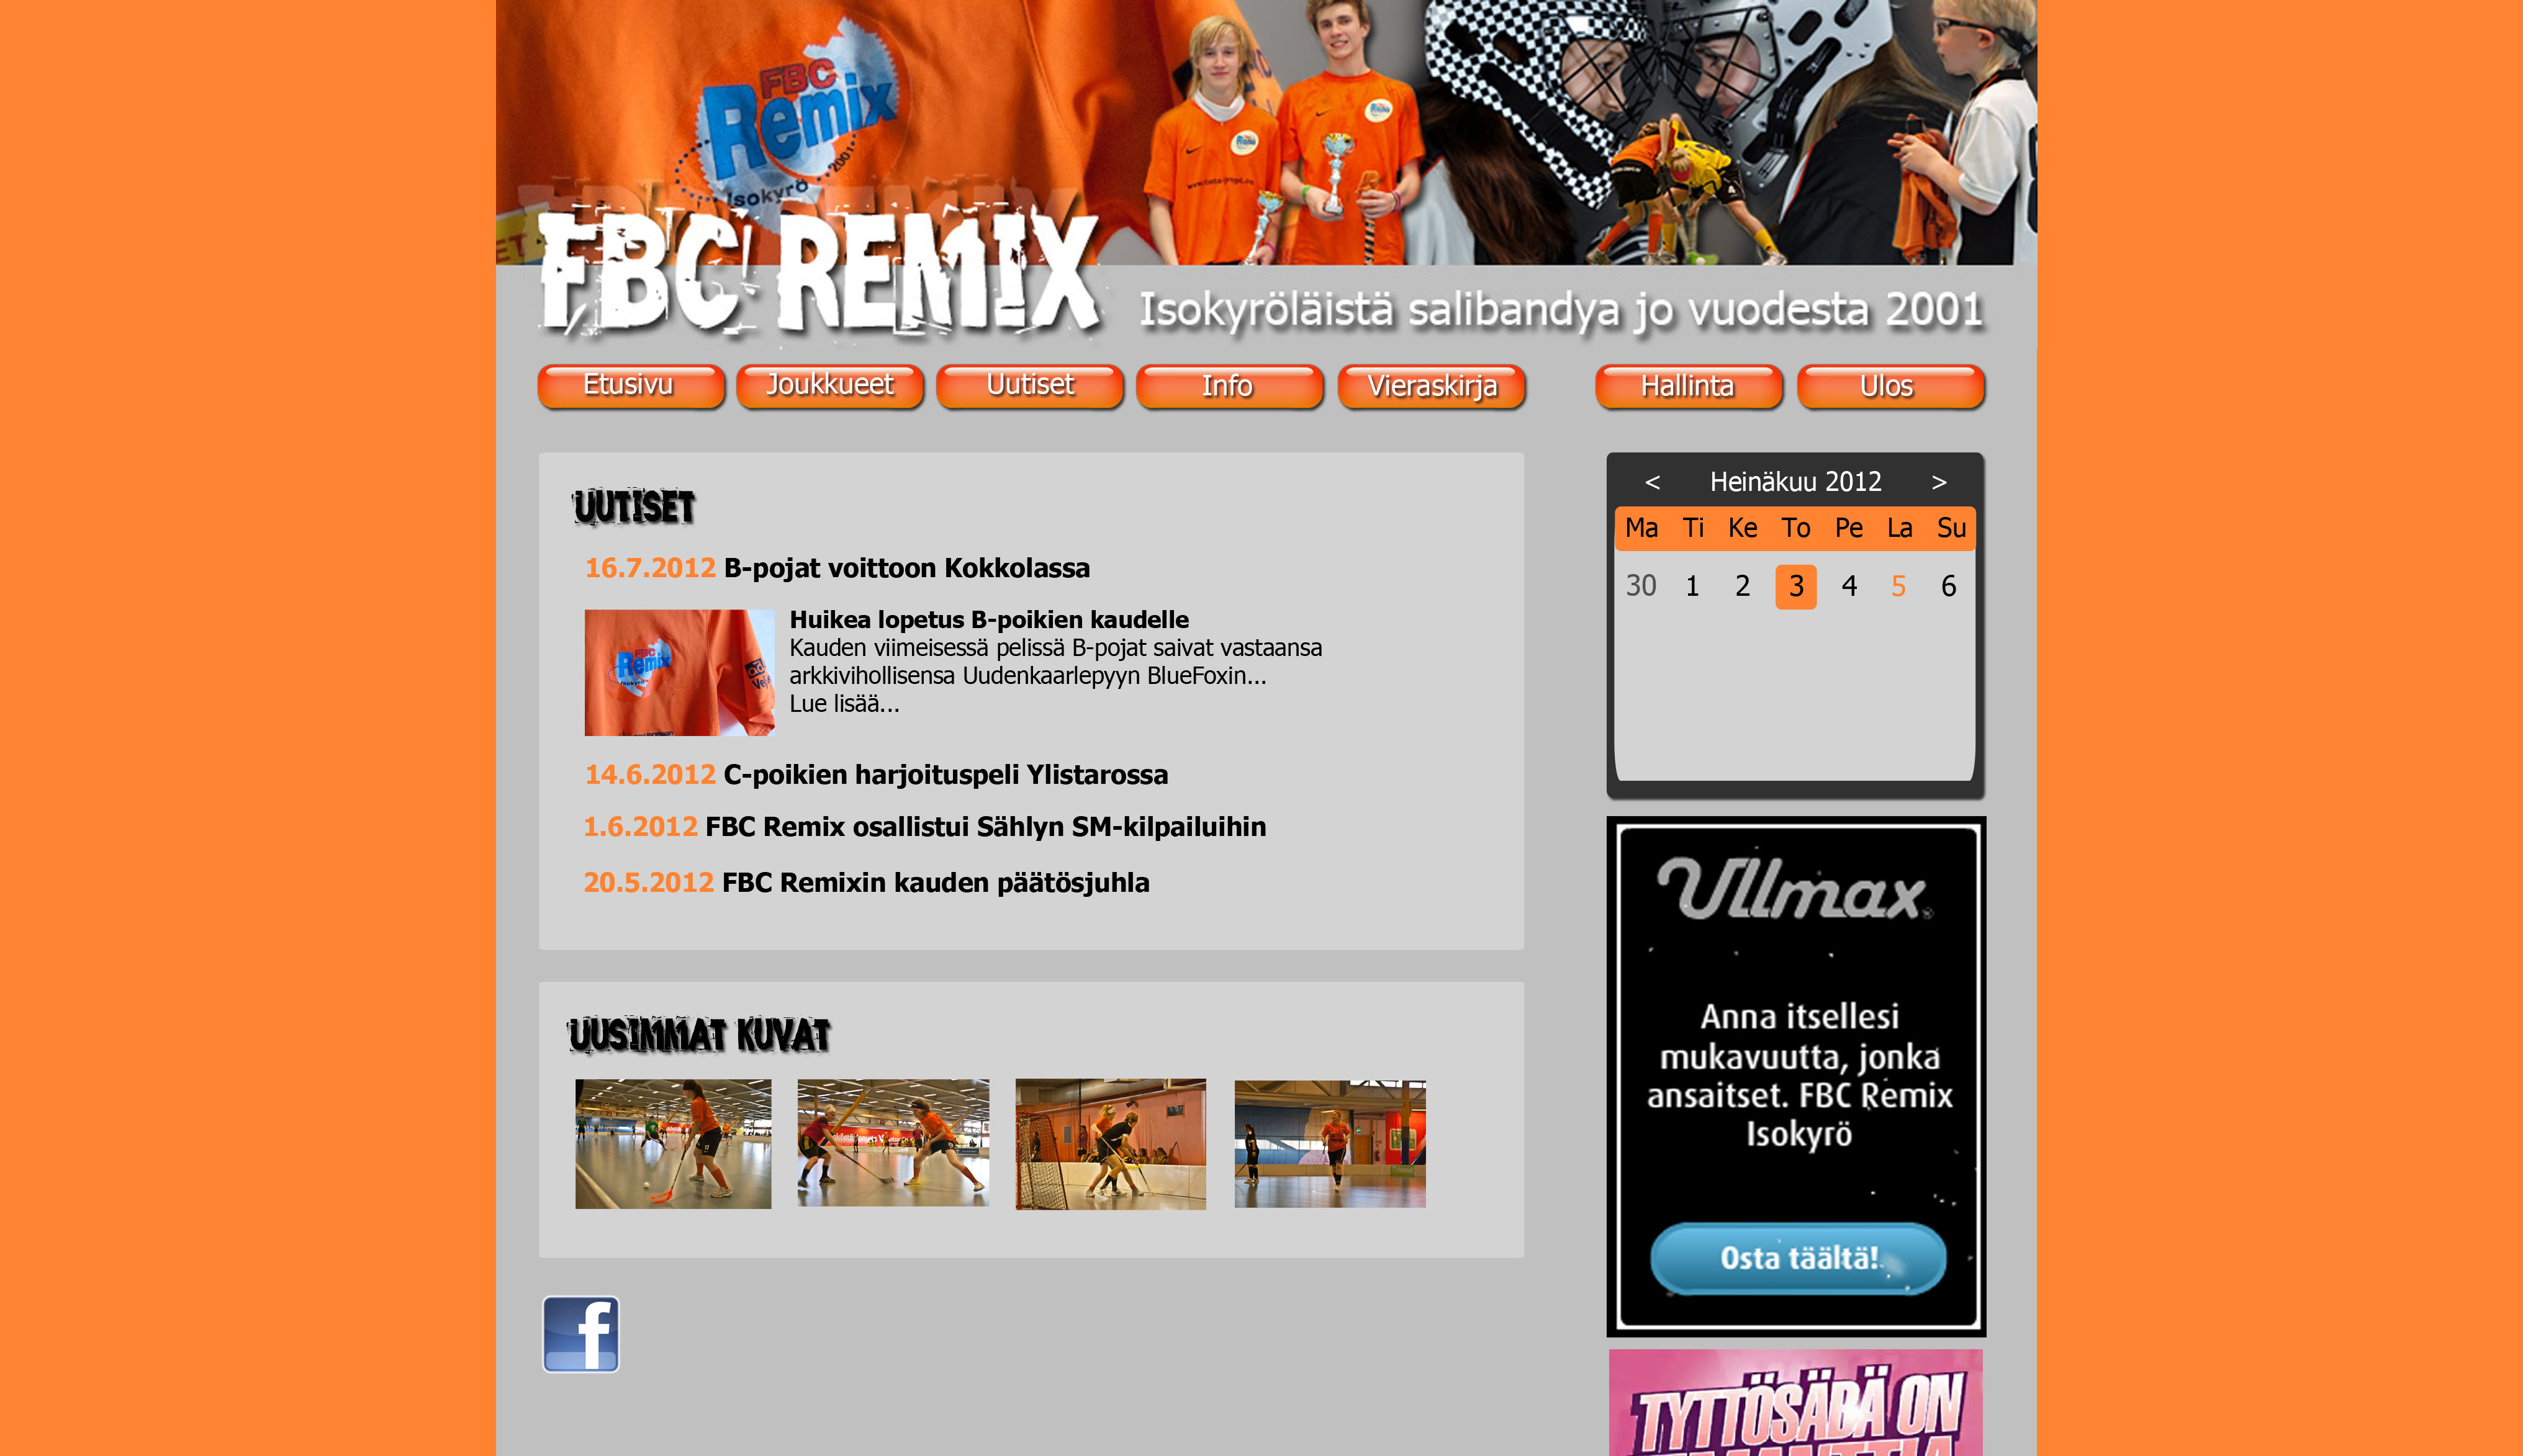 FBC
Remix
2001
Isokyrö
FBC REMIX
Isokyröläistä salibandya jo vuodesta 2001
Etusivu Joukkueet Uutiset Info Vieraskirja Hallinta Ulos
UUTISET
16.7.2012 B-pojat voittoon Kokkolassa
FBC
Remix
Isokyrö
Huikea lopetus B-poikien kaudelle
Kauden viimeisessä pelissä B-pojat saivat vastaansa
arkkivihollisensa Uudenkaarlepyyn BlueFoxin...
Lue lisää...
14.6.2012 C-poikien harjoituspeli Ylistarossa
1.6.2012 FBC Remix osallistui Sählyn SM-kilpailuihin
20.5.2012 FBC Remixin kauden päätösjuhla
UUSIMMAT KUVAT
f
< Heinäkuu 2012 >
Ma Ti Ke To Pe La Su
30 1 2 3 4 5 6
Ullmax
Anna itsellesi
mukavuutta, jonka
ansaitset. FBC Remix
Isokyrö
Osta täältä!
TYTTÖSÄBÄ ON